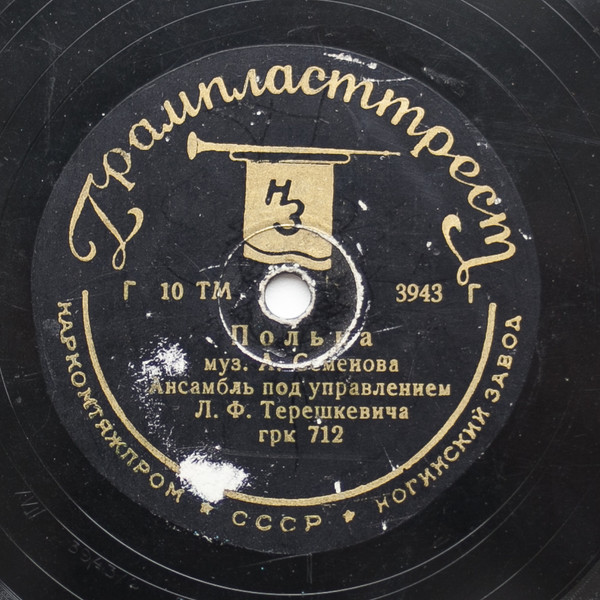 Грампласттрест
НЗ
Г 10 ТМ 3943 Г
Полька
муз. А. Семенова
Ансамбль под управлением
Л. Ф. Терешкевича
грк 712
НАРКОМТЯЖПРОМ ★ СССР ★ НОГИНСКИЙ ЗАВОД